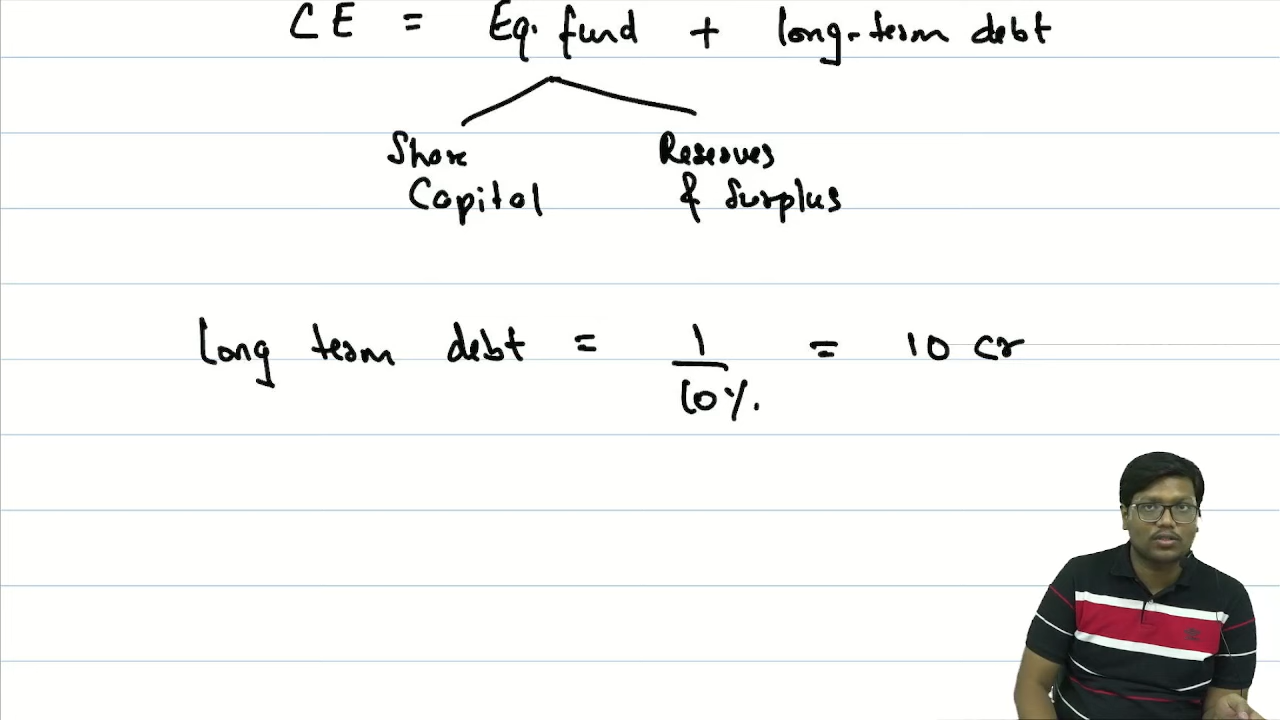 CE = Eq. fund + long-term debt
Share Reserves
Capital & Surplus
Long term debt = 1/10% = 10 cr